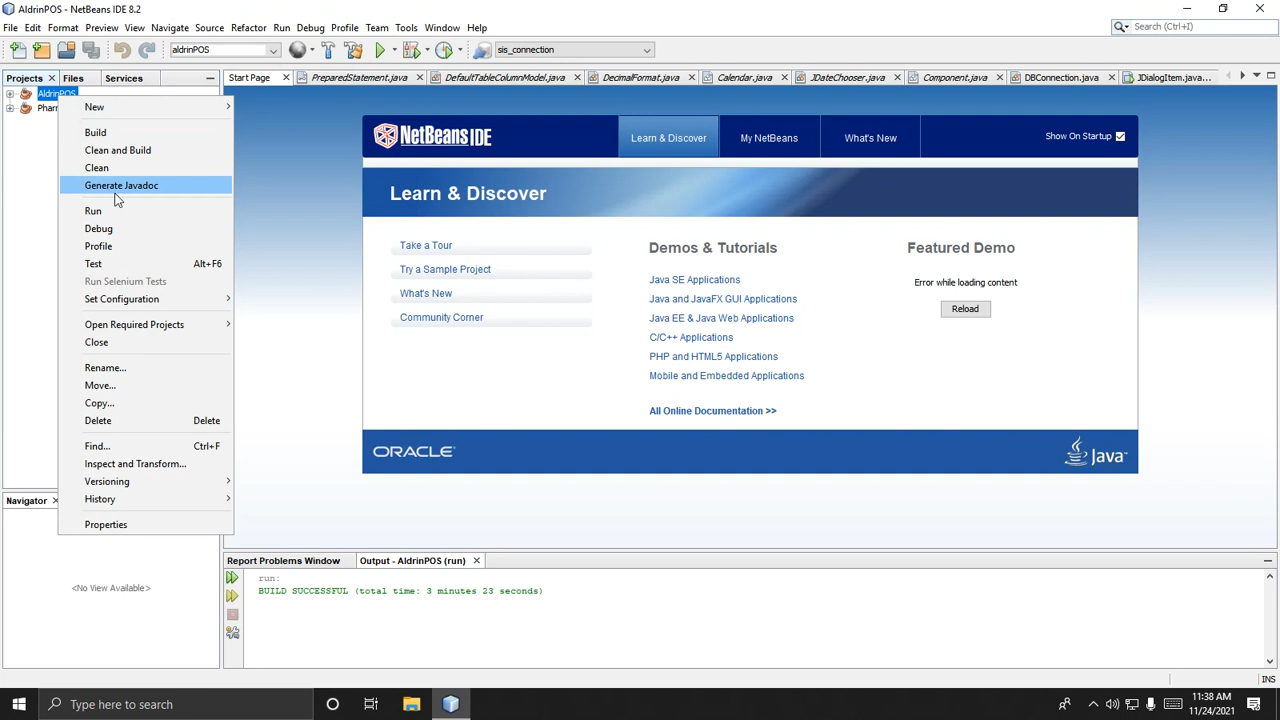 AldrinPOS - NetBeans IDE 8.2
File Edit Format Preview View Navigate Source Refactor Run Debug Profile Team Tools Window Help
Search (Ctrl+I)
aldrinPOS
sis_connection
Projects Files Services
Start Page PreparedStatement.java DefaultTableColumnModel.java DecimalFormat.java Calendar.java JDateChooser.java Component.java DBConnection.java JDialogItem.java...
AldrinPOS
Pharm
New
Build
Clean and Build
Clean
Generate Javadoc
Run
Debug
Profile
Test Alt+F6
Run Selenium Tests
Set Configuration
Open Required Projects
Close
Rename...
Move...
Copy...
Delete Delete
Find... Ctrl+F
Inspect and Transform...
Versioning
History
Properties
NetBeans IDE
Learn & Discover
My NetBeans
What's New
Show On Startup
Learn & Discover
Take a Tour
Try a Sample Project
What's New
Community Corner
Demos & Tutorials
Java SE Applications
Java and JavaFX GUI Applications
Java EE & Java Web Applications
C/C++ Applications
PHP and HTML5 Applications
Mobile and Embedded Applications
All Online Documentation >>
Featured Demo
Error while loading content
Reload
ORACLE
Java™
Navigator
<No View Available>
Report Problems Window Output - AldrinPOS (run)
run:
BUILD SUCCESSFUL (total time: 3 minutes 23 seconds)
INS
Type here to search
11:38 AM
11/24/2021